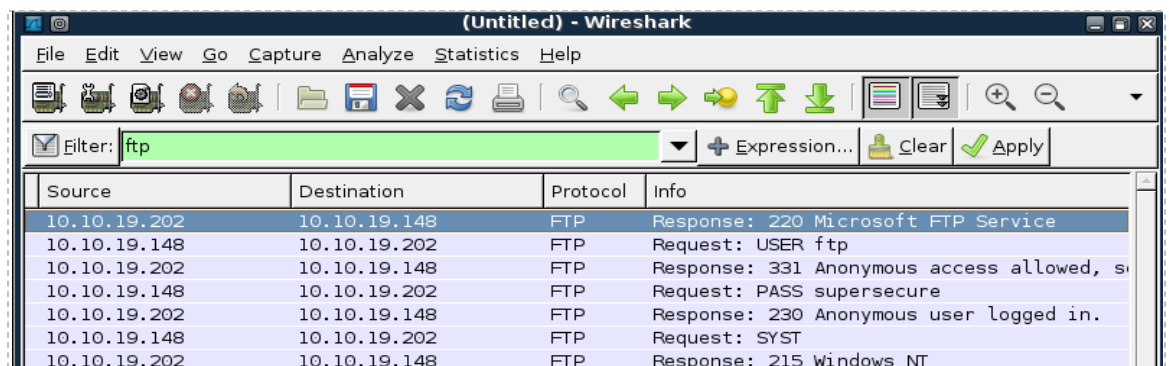 (Untitled) - Wireshark
File Edit View Go Capture Analyze Statistics Help
Filter: ftp Expression... Clear Apply
Source Destination Protocol Info
10.10.19.202 10.10.19.148 FTP Response: 220 Microsoft FTP Service
10.10.19.148 10.10.19.202 FTP Request: USER ftp
10.10.19.202 10.10.19.148 FTP Response: 331 Anonymous access allowed,
10.10.19.148 10.10.19.202 FTP Request: PASS supersecure
10.10.19.202 10.10.19.148 FTP Response: 230 Anonymous user logged in.
10.10.19.148 10.10.19.202 FTP Request: SYST
10.10.19.202 10.10.19.148 FTP Response: 215 Windows NT